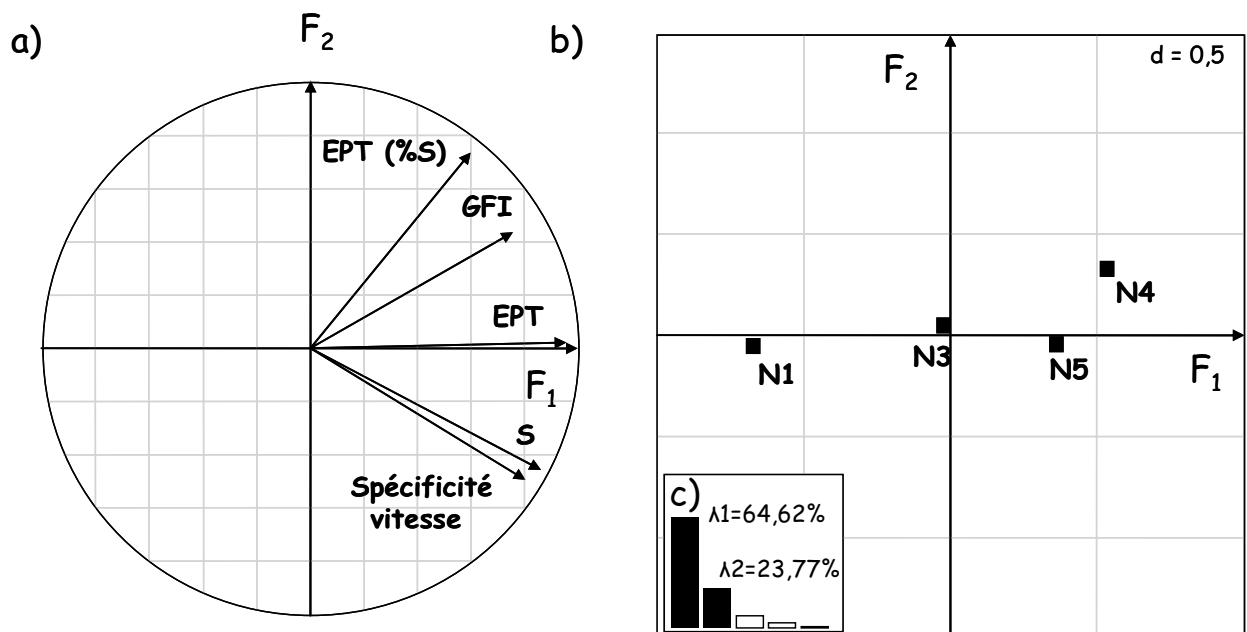 a)
F2
EPT (%S)
GFI
EPT
F1
S
Spécificité
vitesse
b)
d = 0,5
F2
N4
N3
N1
N5
F1
c)
λ1=64,62%
λ2=23,77%